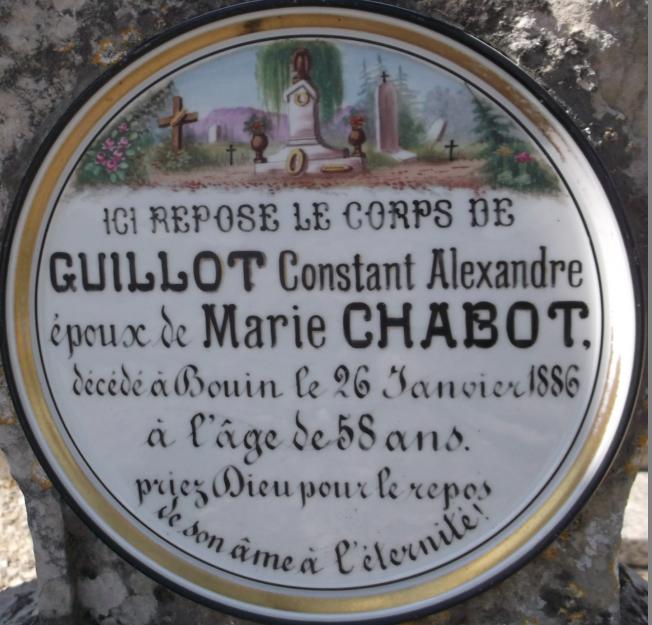 ICI REPOSE LE CORPS DE
GUILLOT Constant Alexandre
époux de Marie CHABOT,
décédé à Bouin le 26 Janvier 1886
à l'âge de 58 ans.
priez Dieu pour le repos
de son âme à l'éternité!